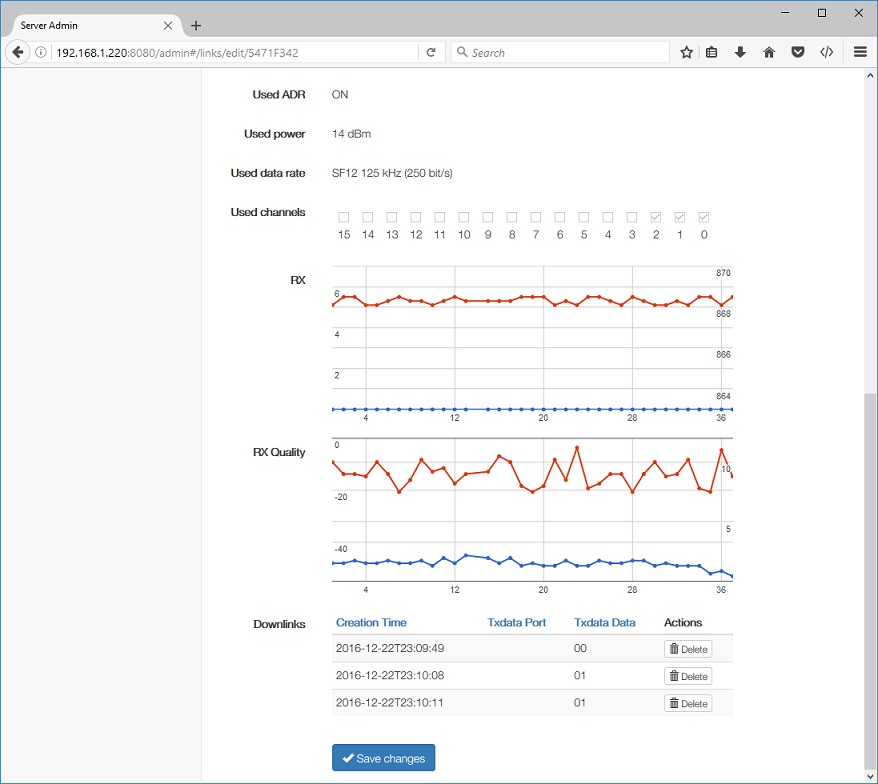 Server Admin
192.168.1.220:8080/admin#/links/edit/5471F342
Search
Used ADR ON
Used power 14 dBm
Used data rate SF12 125 kHz (250 bit/s)
Used channels
15 14 13 12 11 10 9 8 7 6 5 4 3 2 1 0
RX
870
6
868
4
866
2
864
4 12 20 28 36
RX Quality
0
10
-20
5
-40
4 12 20 28 36
Downlinks Creation Time Txdata Port Txdata Data Actions
2016-12-22T23:09:49 00 Delete
2016-12-22T23:10:08 01 Delete
2016-12-22T23:10:11 01 Delete
Save changes